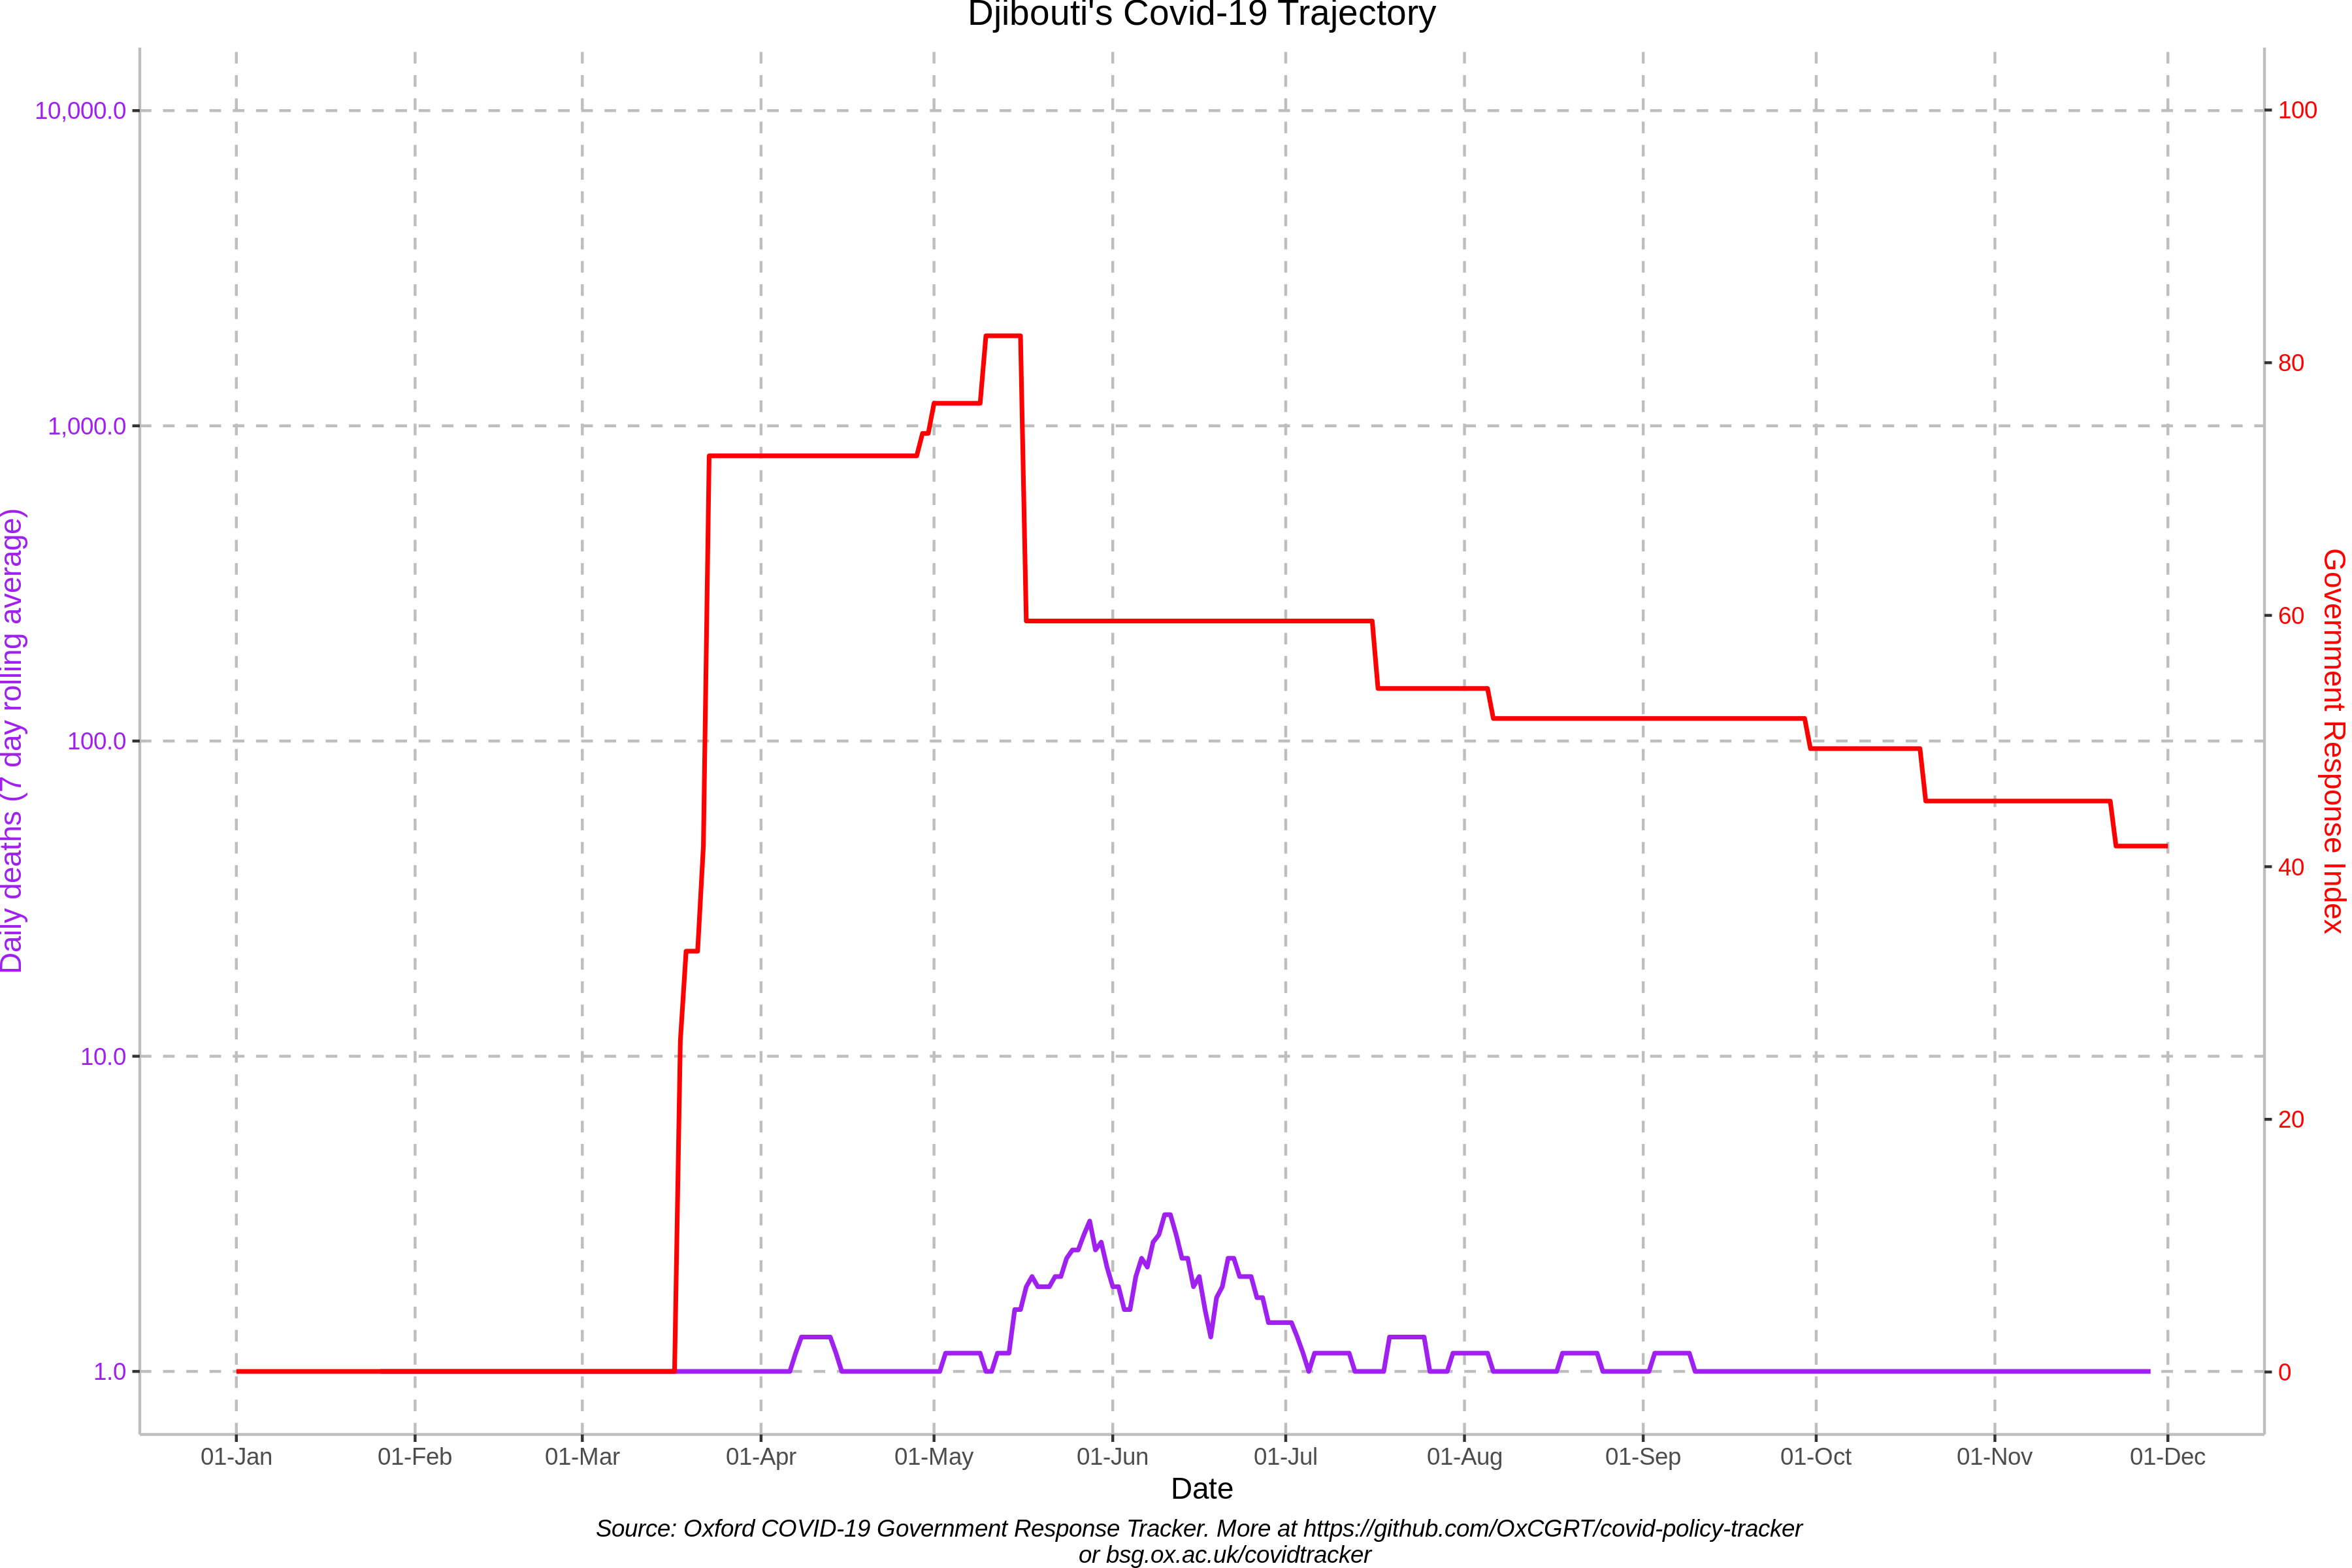 Djibouti's Covid-19 Trajectory
10,000.0
1,000.0
100.0
10.0
1.0
Daily deaths (7 day rolling average)
100
80
60
40
20
0
Government Response Index
01-Jan 01-Feb 01-Mar 01-Apr 01-May 01-Jun 01-Jul 01-Aug 01-Sep 01-Oct 01-Nov 01-Dec
Date
Source: Oxford COVID-19 Government Response Tracker. More at https://github.com/OxCGRT/covid-policy-tracker
or bsg.ox.ac.uk/covidtracker